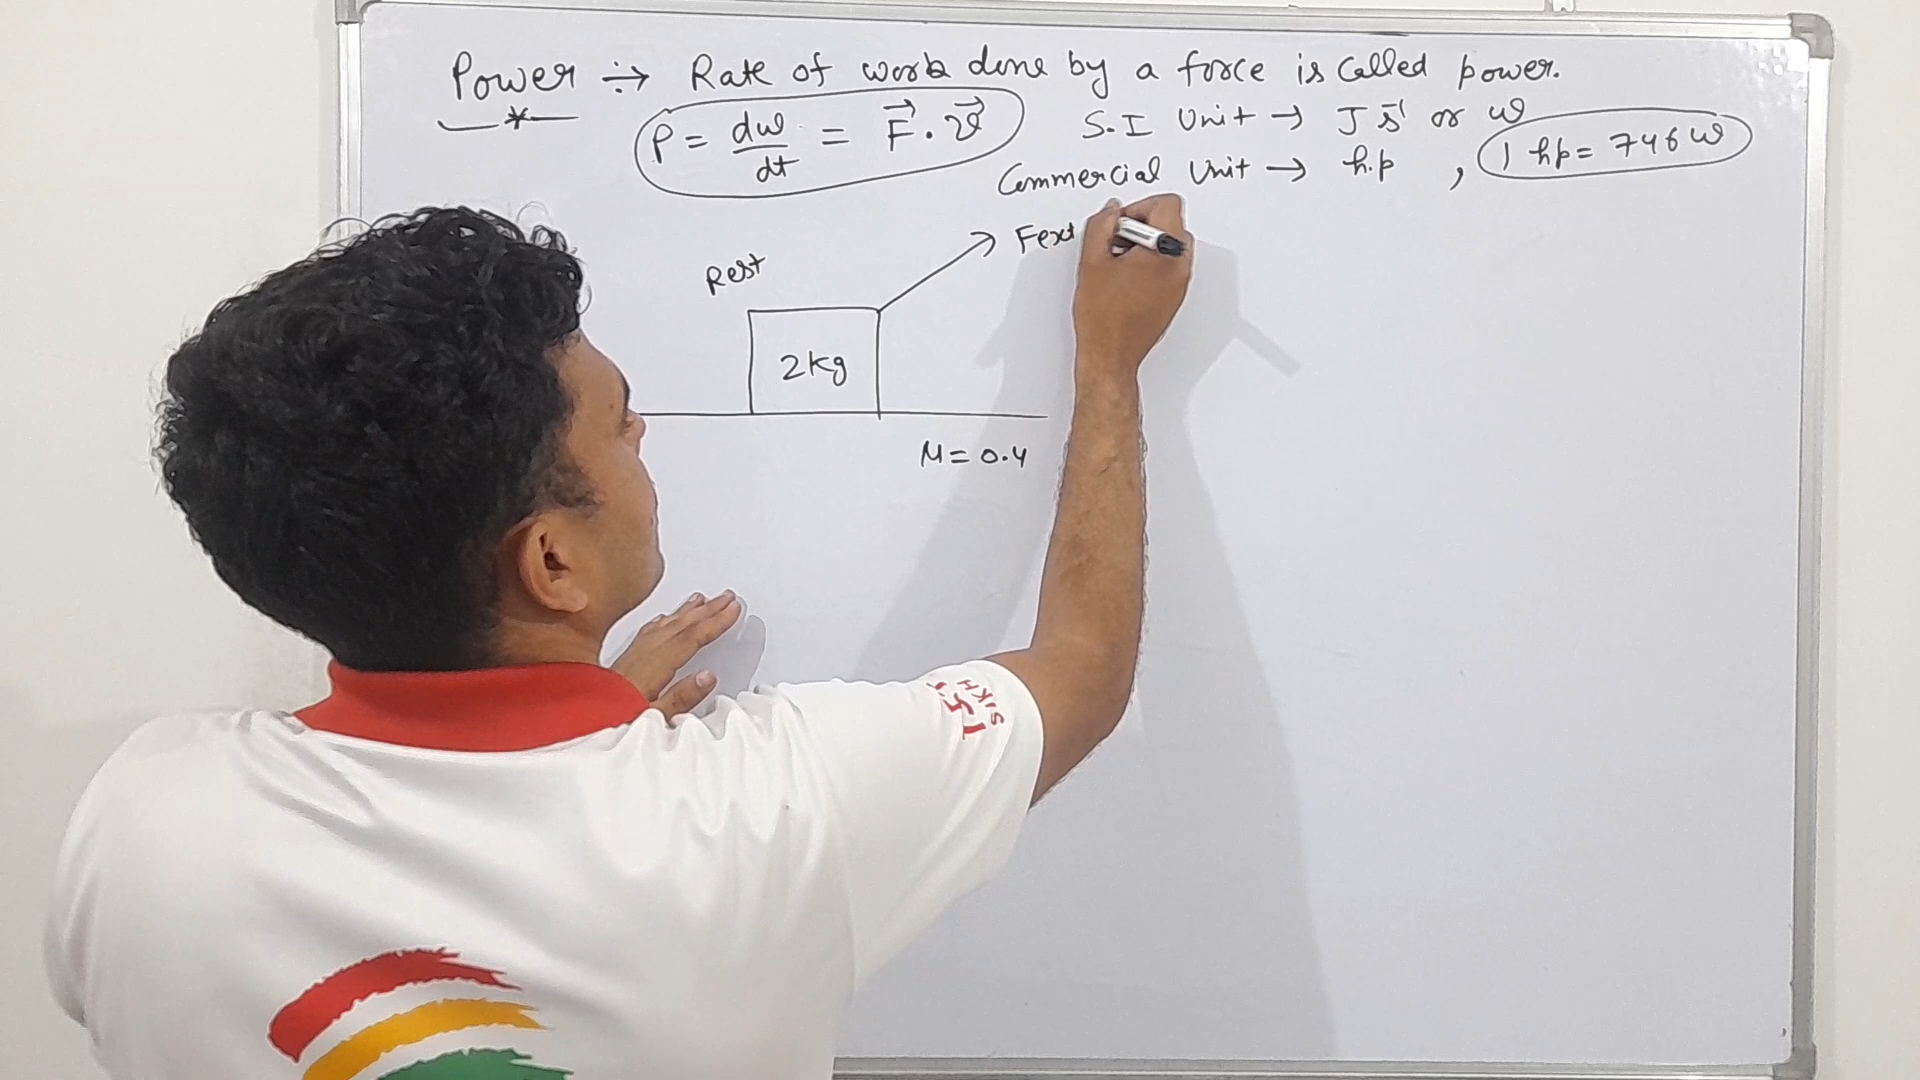 Power ÷→ Rate of work done by a force is called power.
P = dw/dt = F⃗ . v⃗
S.I Unit → J s⁻¹ or w
Commercial Unit → h.p , 1 hp = 746 w
Rest
Fext
2kg
μ = 0.4
SIKH